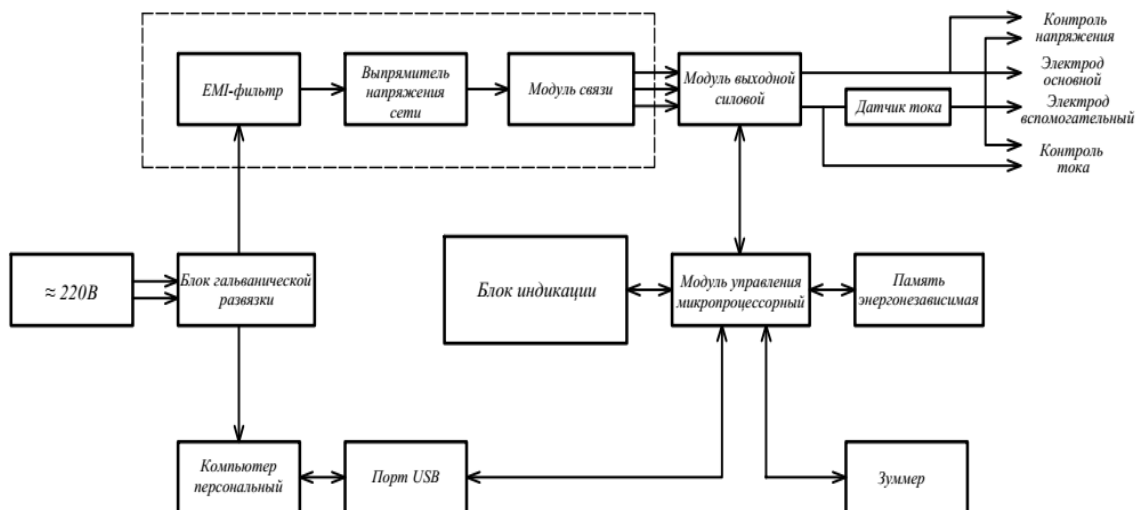 EMI-фильтр
Выпрямитель
напряжения
сети
Модуль связи
Модуль выходной
силовой
Датчик тока
Контроль
напряжения
Электрод
основной
Электрод
вспомогательный
Контроль
тока
≈ 220В
Блок гальванической
развязки
Блок индикации
Модуль управления
микропроцессорный
Память
энергонезависимая
Компьютер
персональный
Порт USB
Зуммер